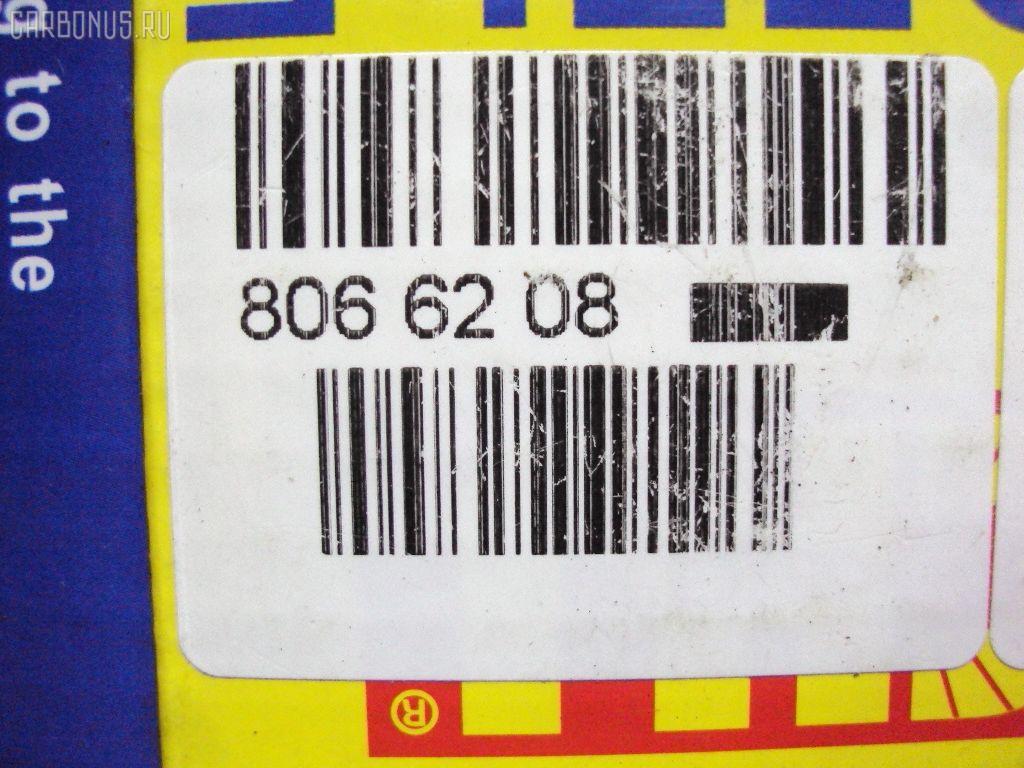 CARBONUS.RU
to the
806 62 08
®